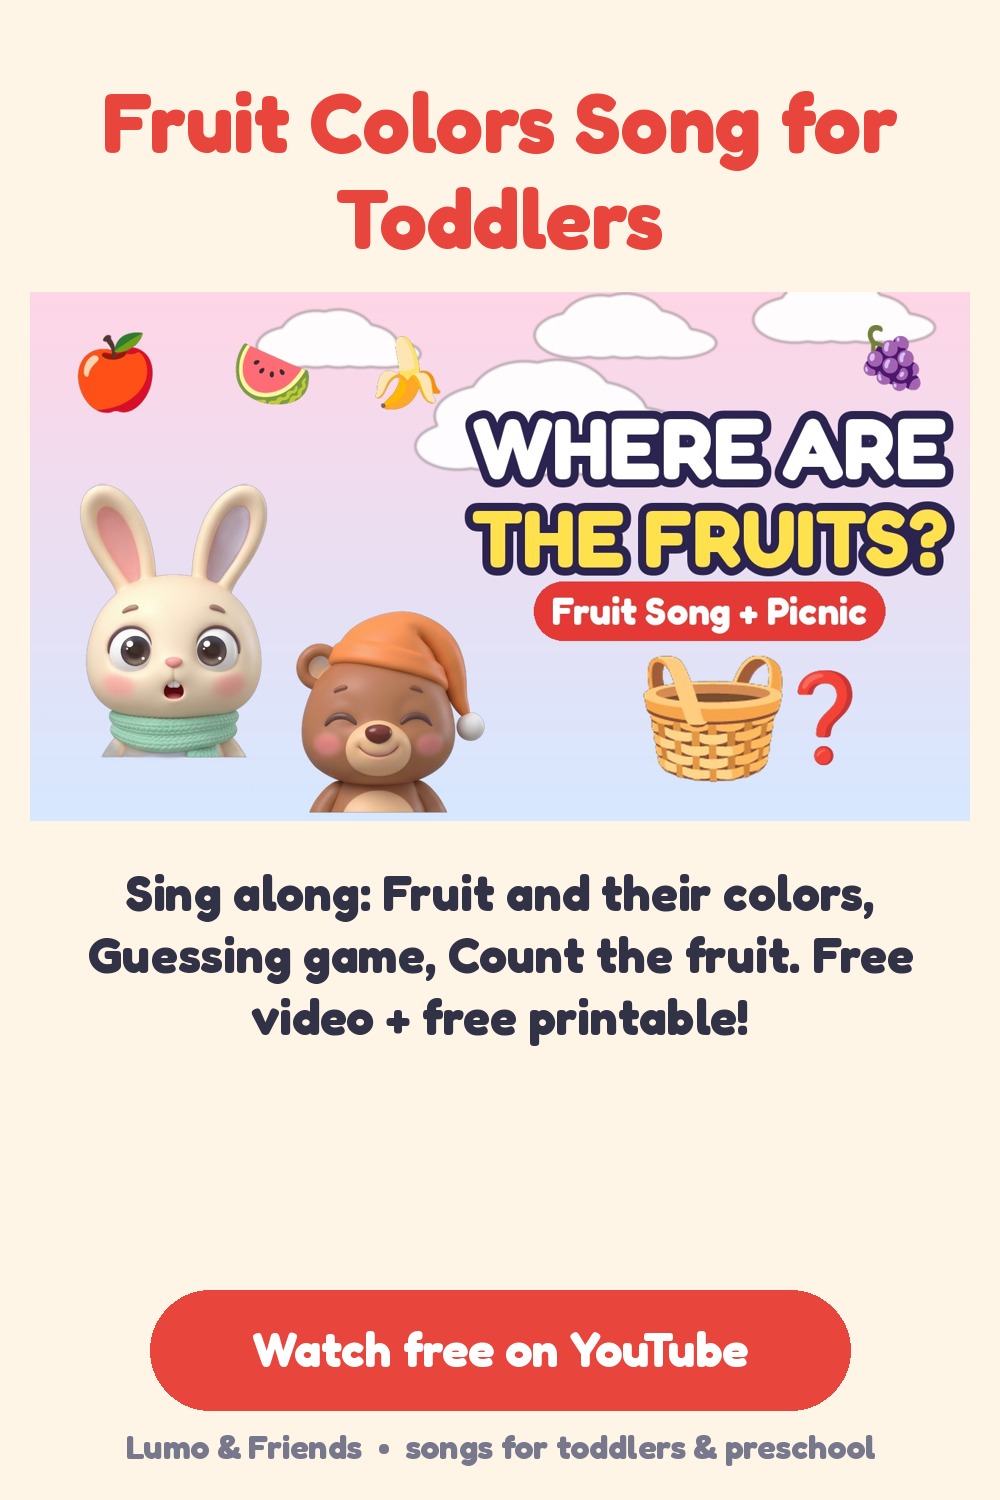 Fruit Colors Song for
Toddlers
WHERE ARE
THE FRUITS?
Fruit Song + Picnic
Sing along: Fruit and their colors,
Guessing game, Count the fruit. Free
video + free printable!
Watch free on YouTube
Lumo & Friends • songs for toddlers & preschool